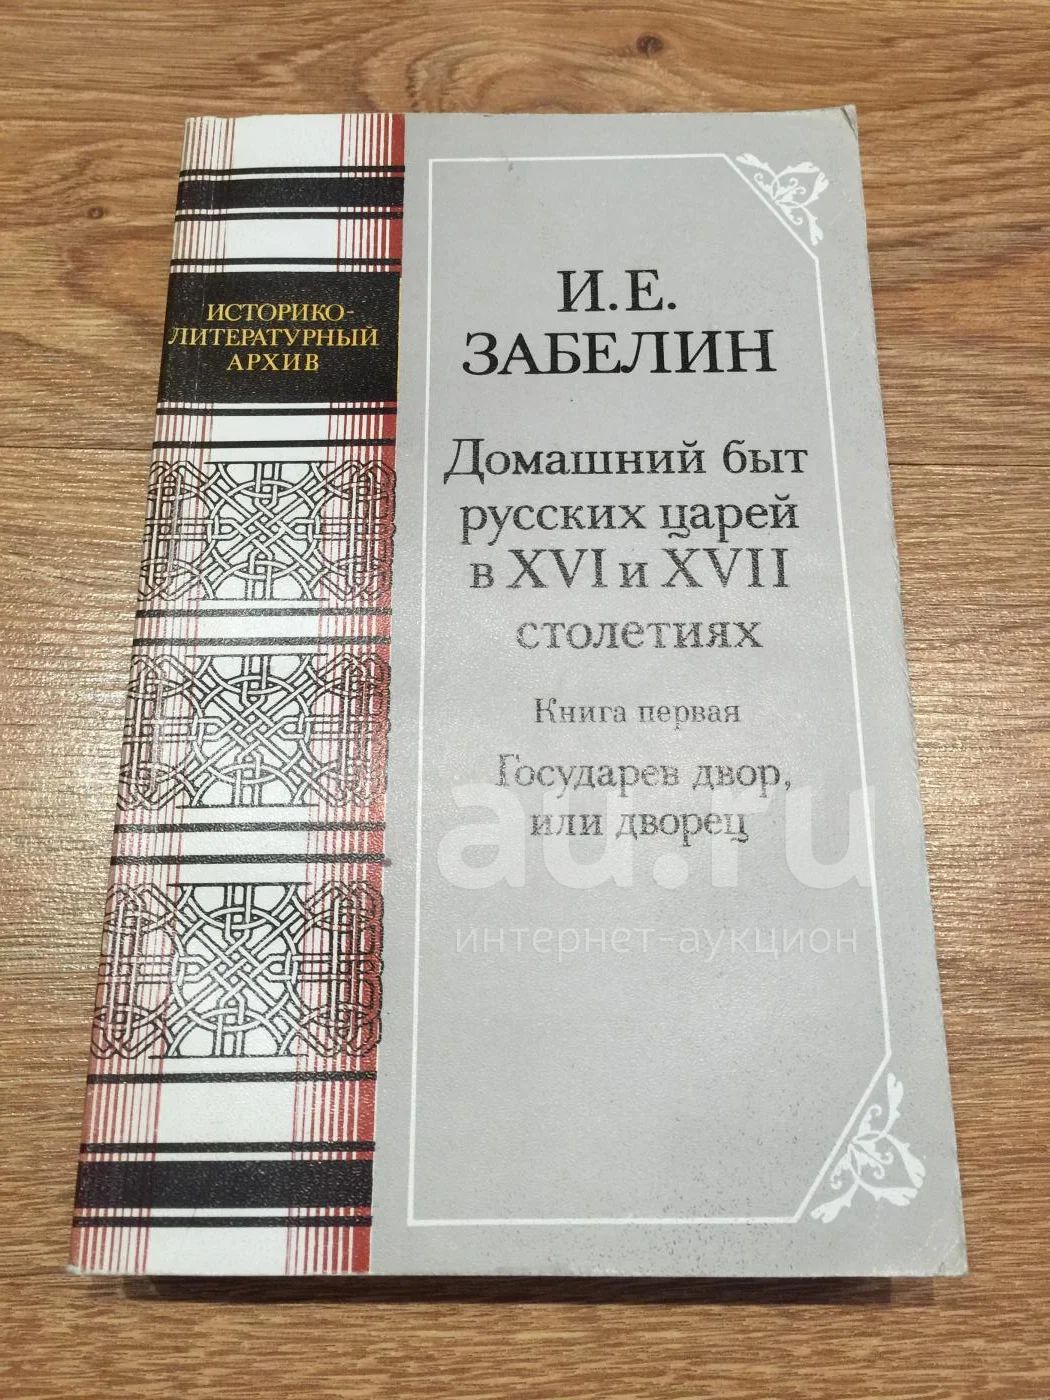 ИСТОРИКО-
ЛИТЕРАТУРНЫЙ
АРХИВ
И.Е.
ЗАБЕЛИН
Домашний быт
русских царей
в XVI и XVII
столетиях
Книга первая
Государев двор,
или дворец
au.ru
интернет-аукцион